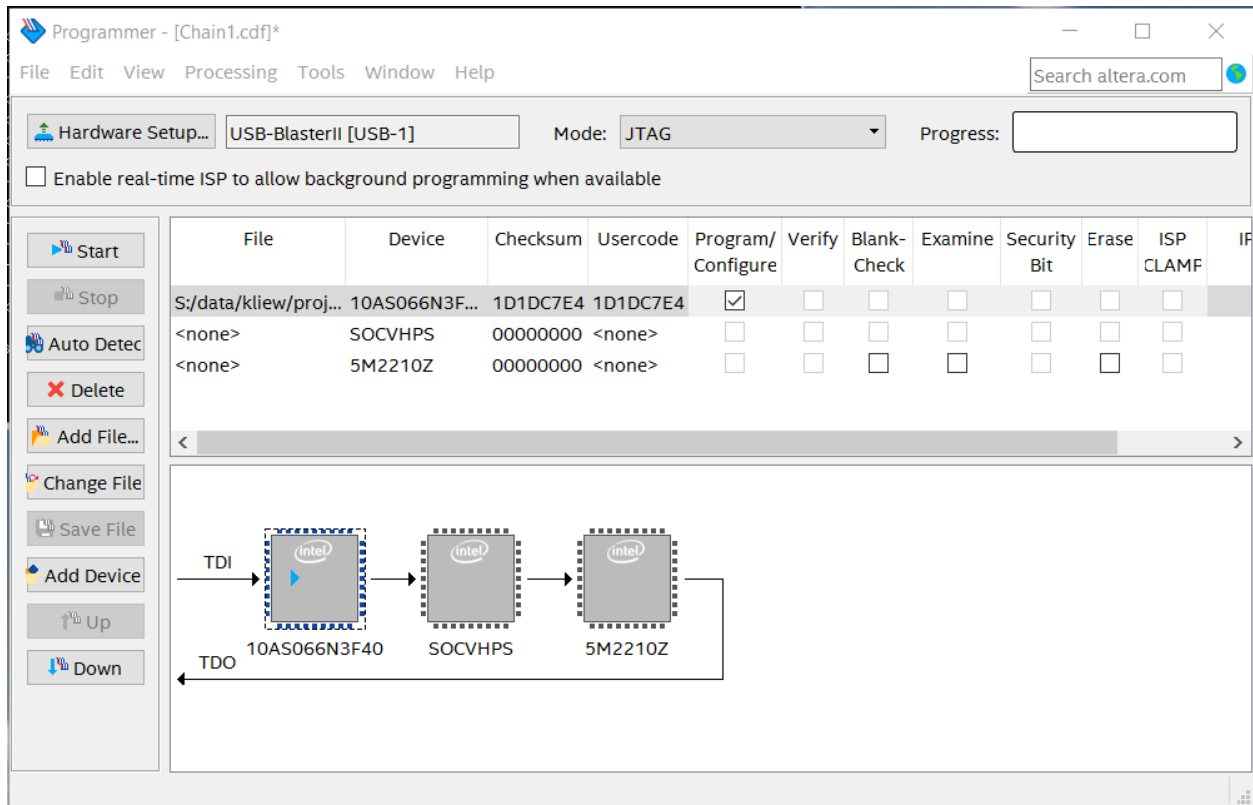 Programmer - [Chain1.cdf]*
File Edit View Processing Tools Window Help
Search altera.com
Hardware Setup... USB-BlasterII [USB-1] Mode: JTAG Progress:
Enable real-time ISP to allow background programming when available
File Device Checksum Usercode Program/ Verify Blank- Examine Security Erase ISP IF
Configure Check Bit CLAMP
S:/data/kliew/proj... 10AS066N3F... 1D1DC7E4 1D1DC7E4
<none> SOCVHPS 00000000 <none>
<none> 5M2210Z 00000000 <none>
Start
Stop
Auto Detec
Delete
Add File...
Change File
Save File
Add Device
Up
Down
TDI
intel intel intel
10AS066N3F40 SOCVHPS 5M2210Z
TDO